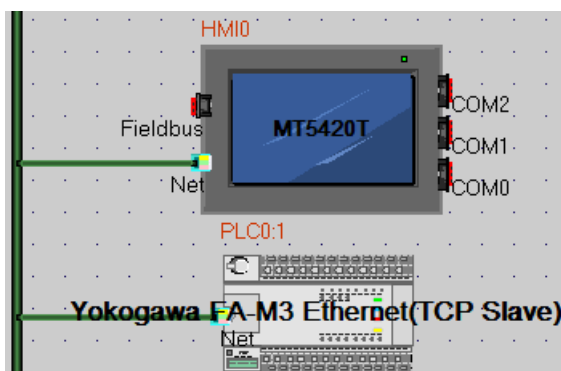 HMI0
COM2
Fieldbus
MT5420T
COM1
Net
COM0
PLC0:1
Yokogawa FA-M3 Ethernet(TCP Slave)
Net